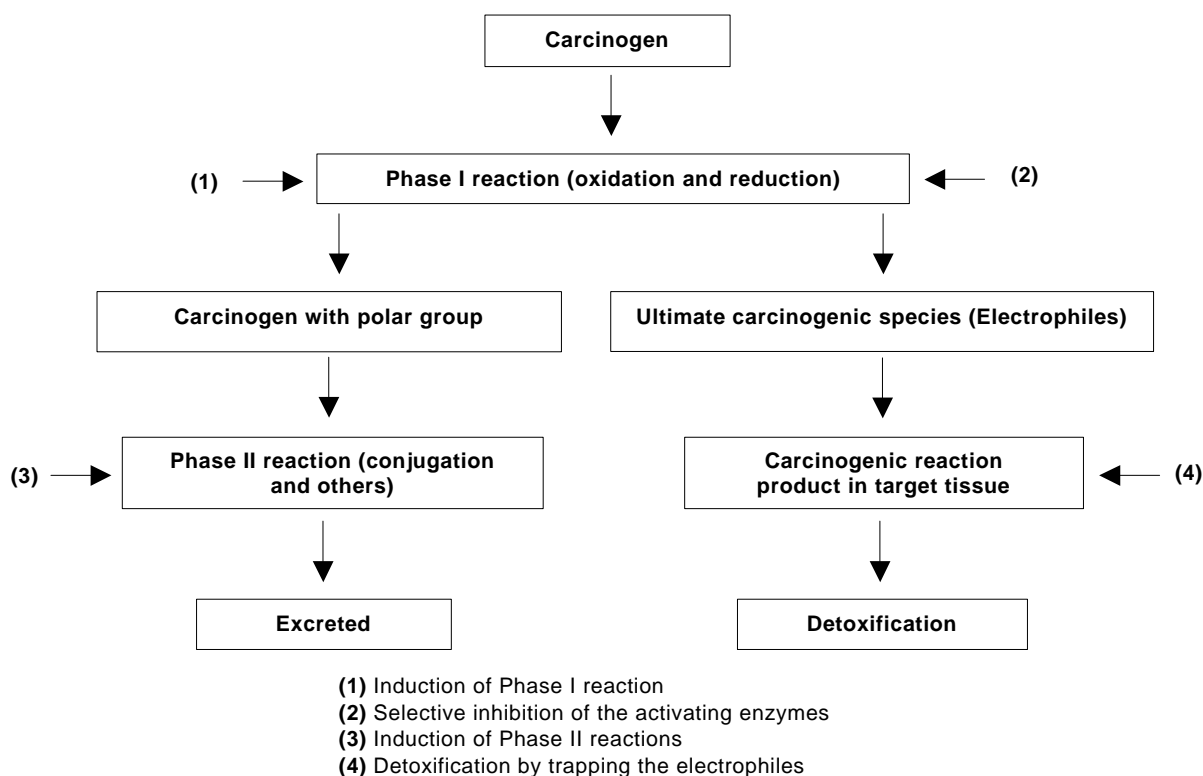 Carcinogen
(1)
Phase I reaction (oxidation and reduction)
(2)
Carcinogen with polar group
Ultimate carcinogenic species (Electrophiles)
(3)
Phase II reaction (conjugation
and others)
Carcinogenic reaction
product in target tissue
(4)
Excreted
Detoxification
(1) Induction of Phase I reaction
(2) Selective inhibition of the activating enzymes
(3) Induction of Phase II reactions
(4) Detoxification by trapping the electrophiles